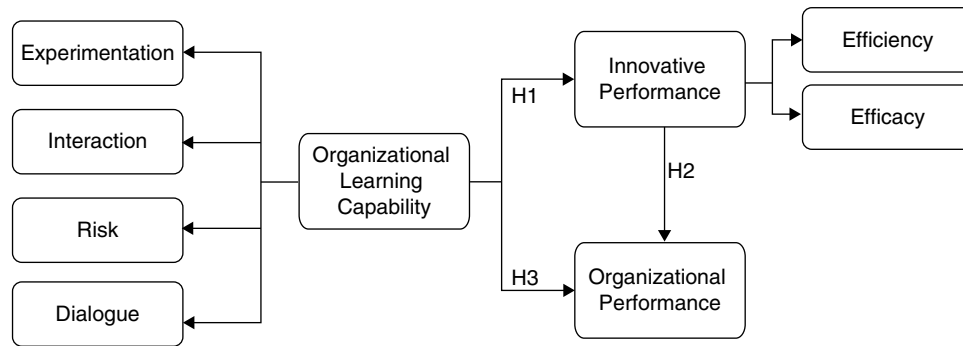 Experimentation
Interaction
Risk
Dialogue
Organizational
Learning
Capability
H1
H3
Innovative
Performance
H2
Organizational
Performance
Efficiency
Efficacy